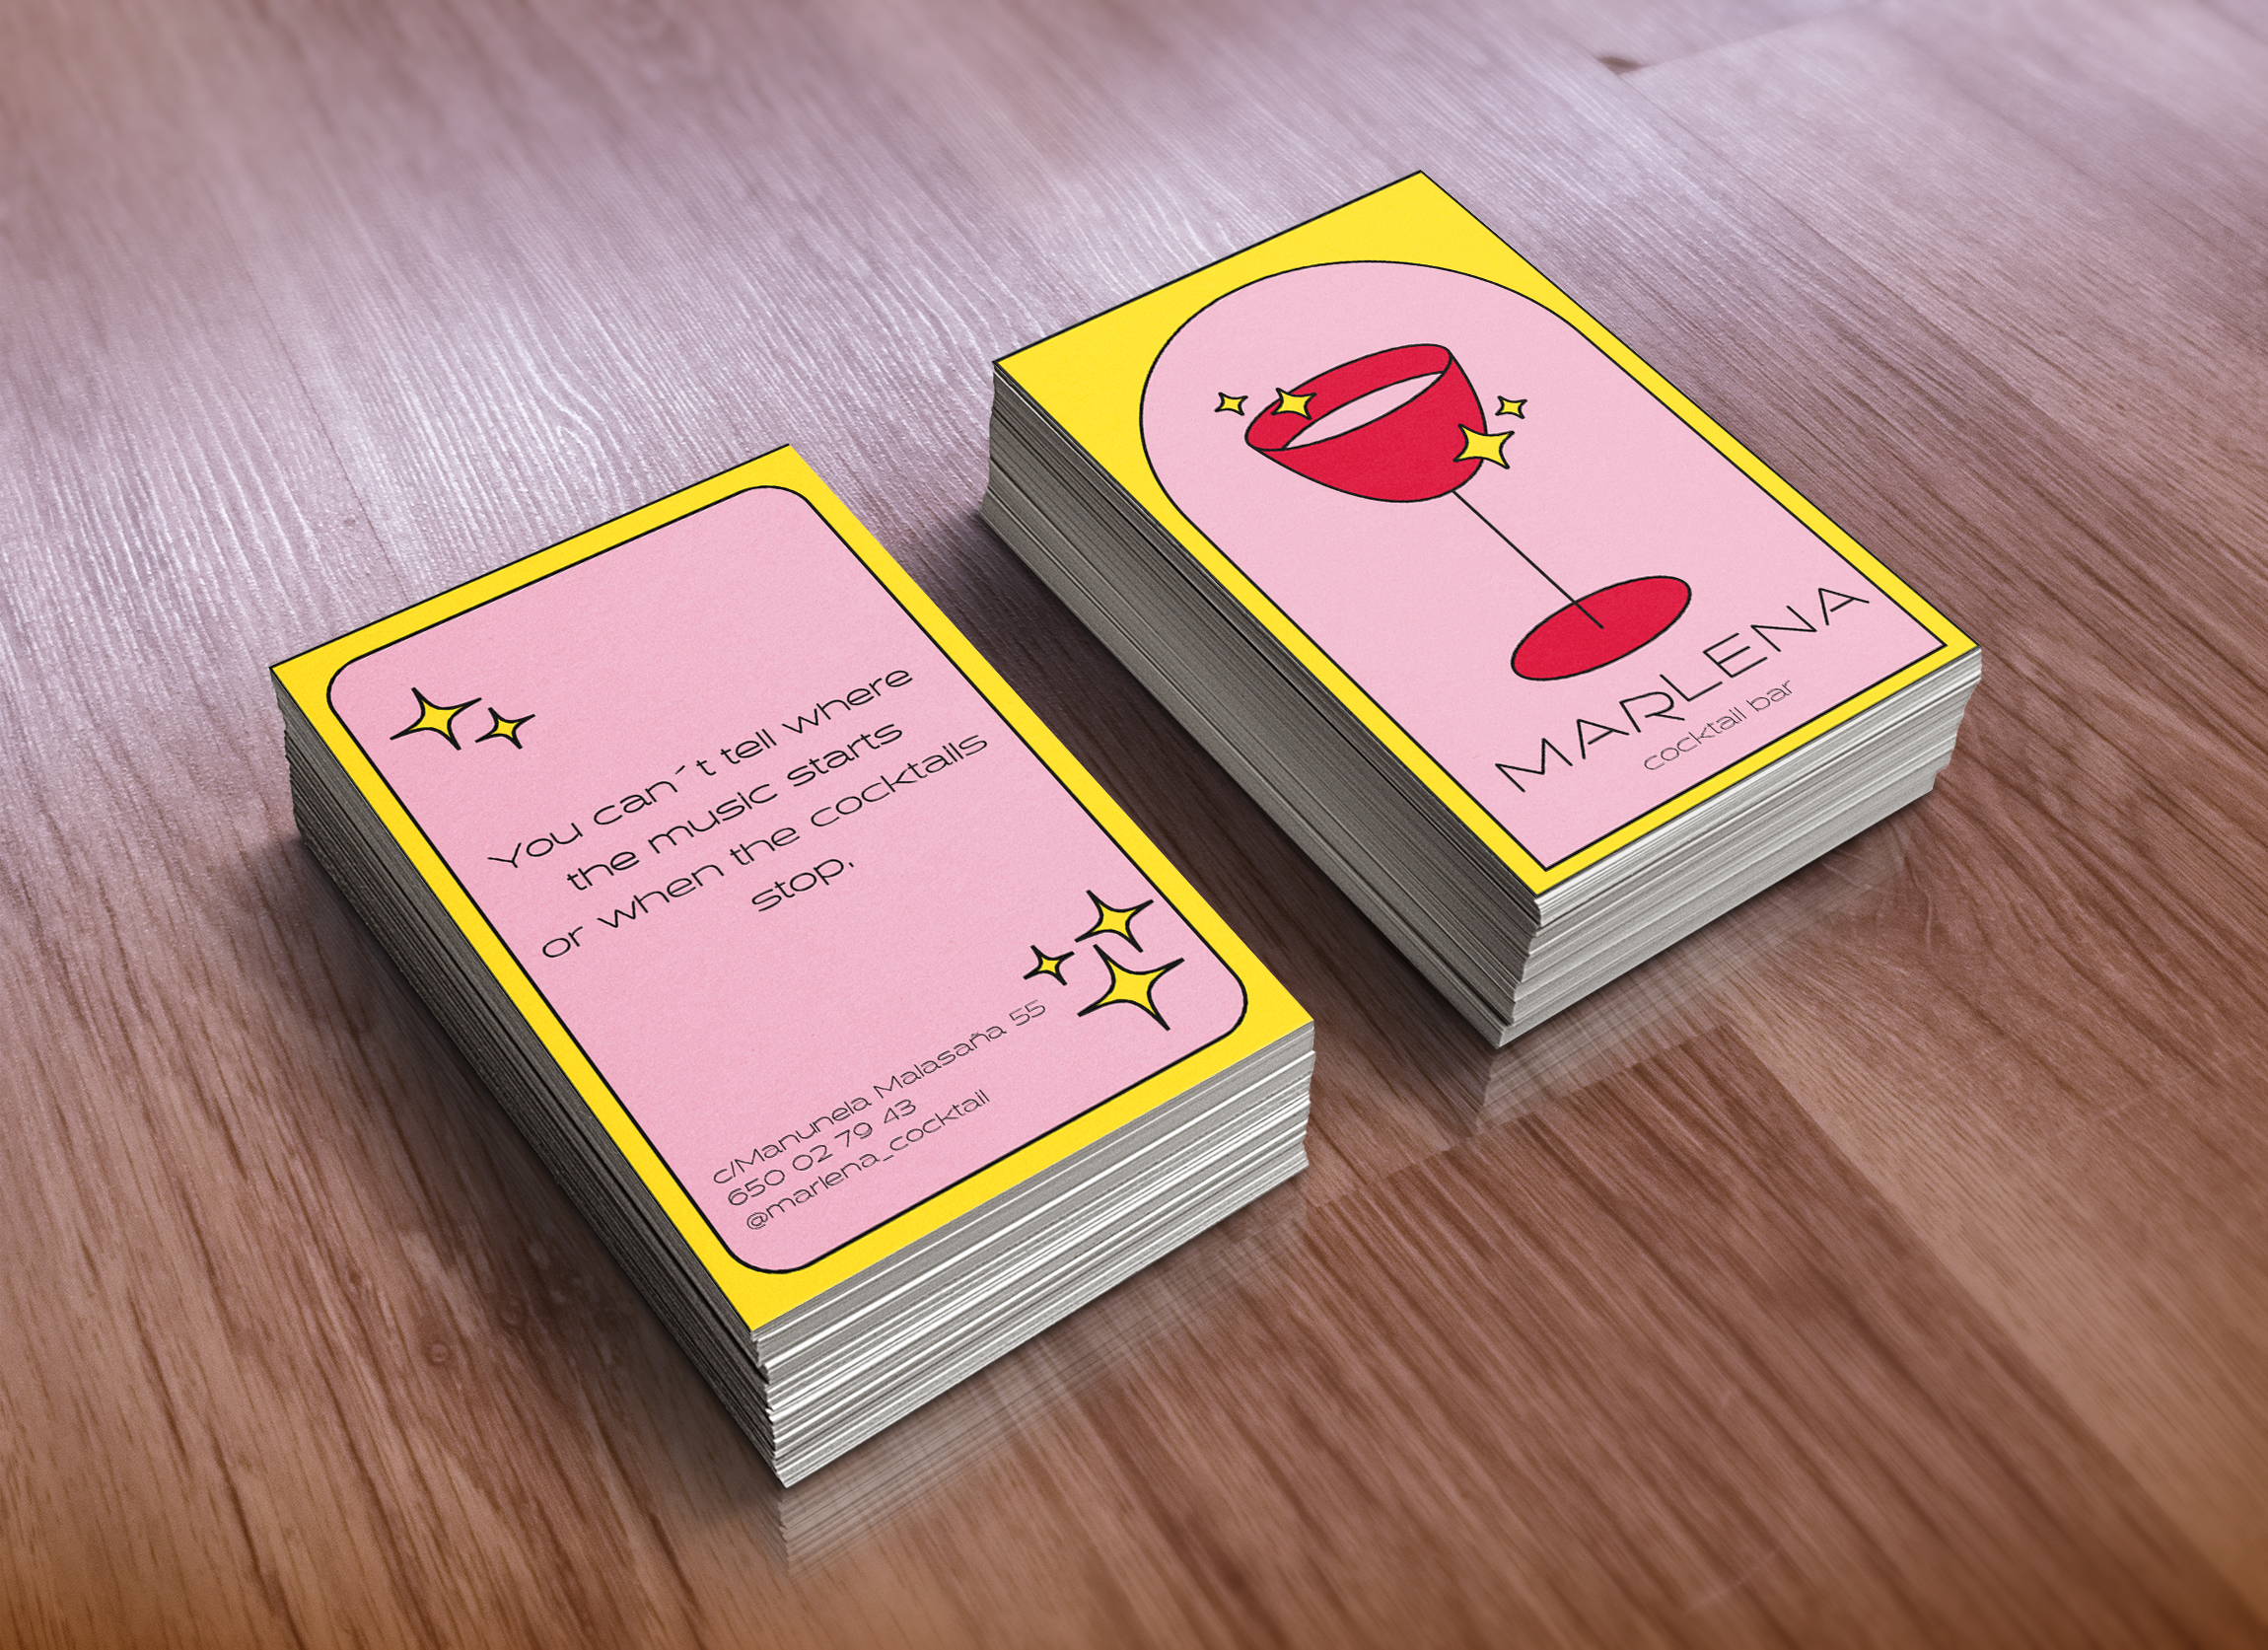 You can´t tell where
the music starts
or when the cocktails
stop.
c/Manunela Malasaña 55
650 02 79 43
@marlena_cocktail
MARLENA
cocktail bar